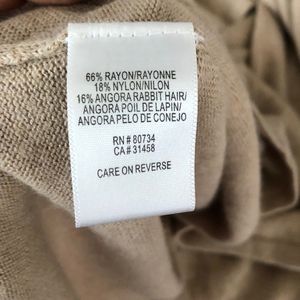 66% RAYON/RAYONNE
18% NYLON/NILON
16% ANGORA RABBIT HAIR/
ANGORA POIL DE LAPIN/
ANGORA PELO DE CONEJO
RN# 80734
CA# 31458
CARE ON REVERSE